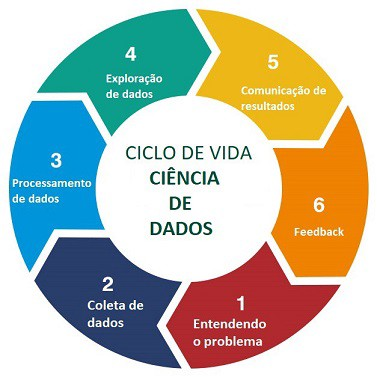 CICLO DE VIDA
CIÊNCIA
DE
DADOS
1
Entendendo
o problema
2
Coleta de
dados
3
Processamento
de dados
4
Exploração
de dados
5
Comunicação de
resultados
6
Feedback